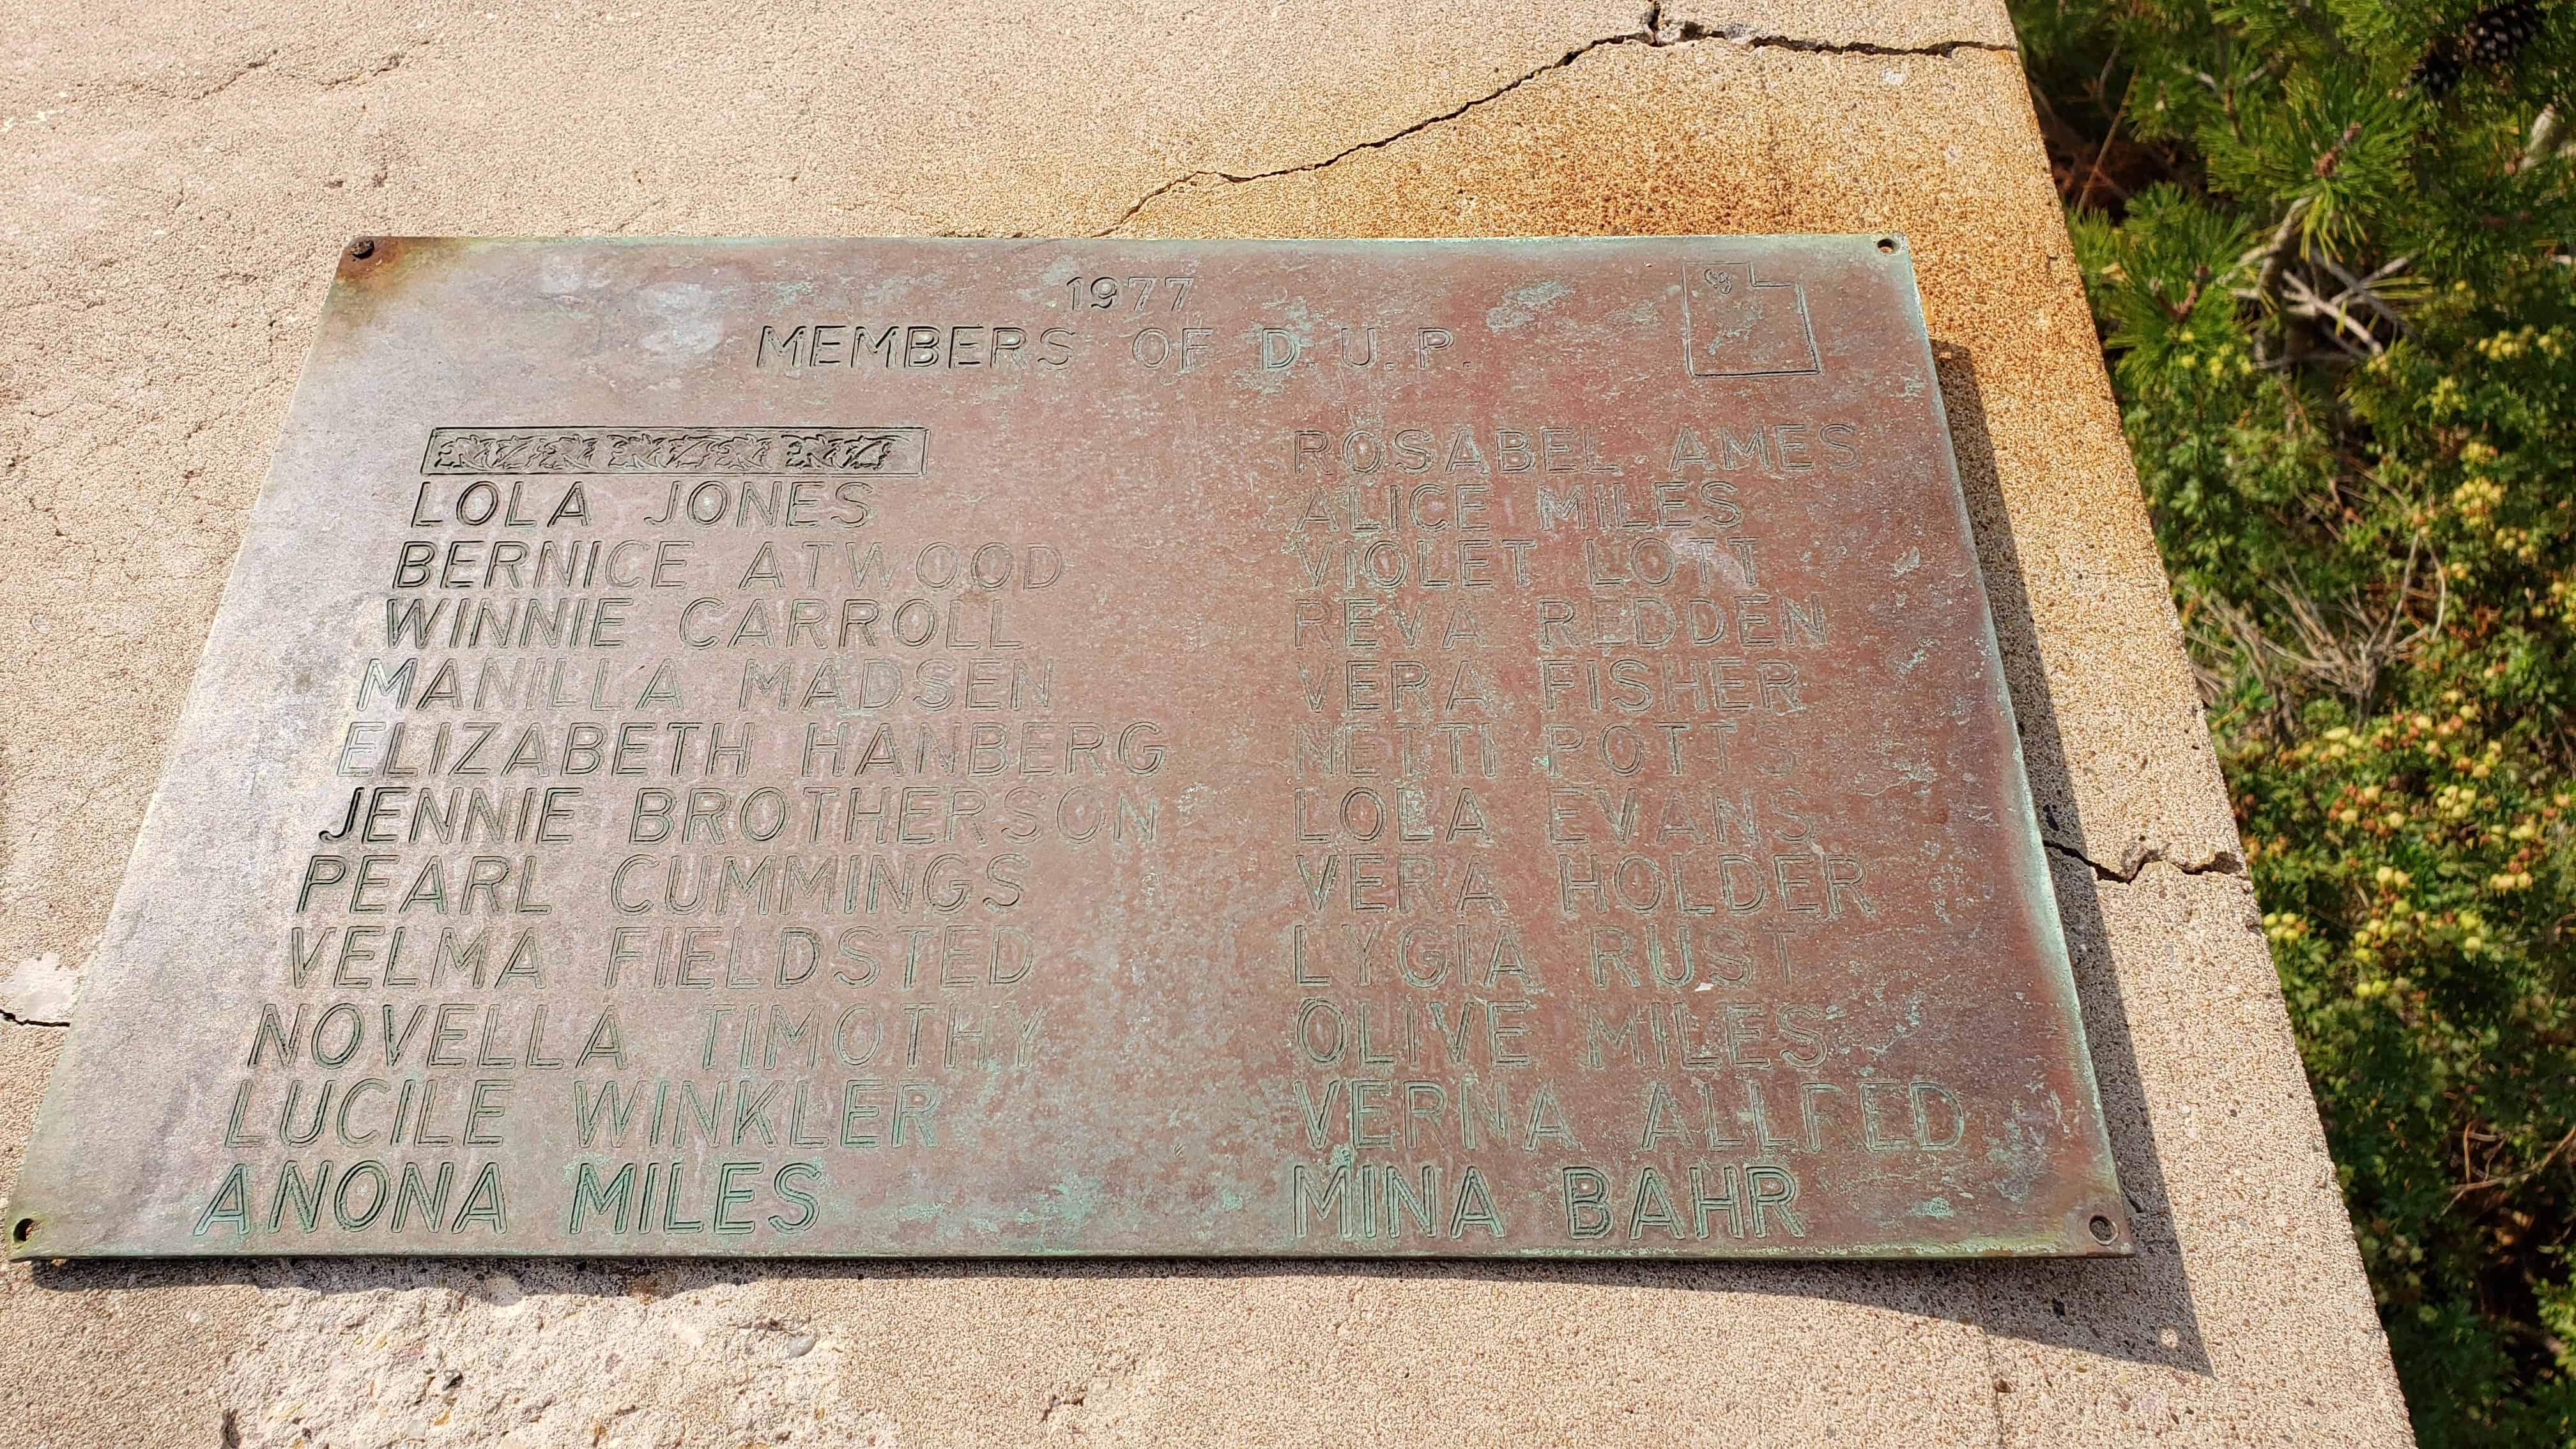 1977
MEMBERS OF D.U.P.
LOLA JONES
BERNICE ATWOOD
WINNIE CARROLL
MANILLA MADSEN
ELIZABETH HANBERG
JENNIE BROTHERSON
PEARL CUMMINGS
VELMA FIELDSTED
NOVELLA TIMOTHY
LUCILE WINKLER
ANONA MILES
ROSABEL AMES
ALICE MILES
VIOLET LOTT
REVA REDDEN
VERA FISHER
NETTI POTTS
LOLA EVANS
VERA HOLDER
LYGIA RUST
OLIVE MILES
VERNA ALLFED
MINA BAHR